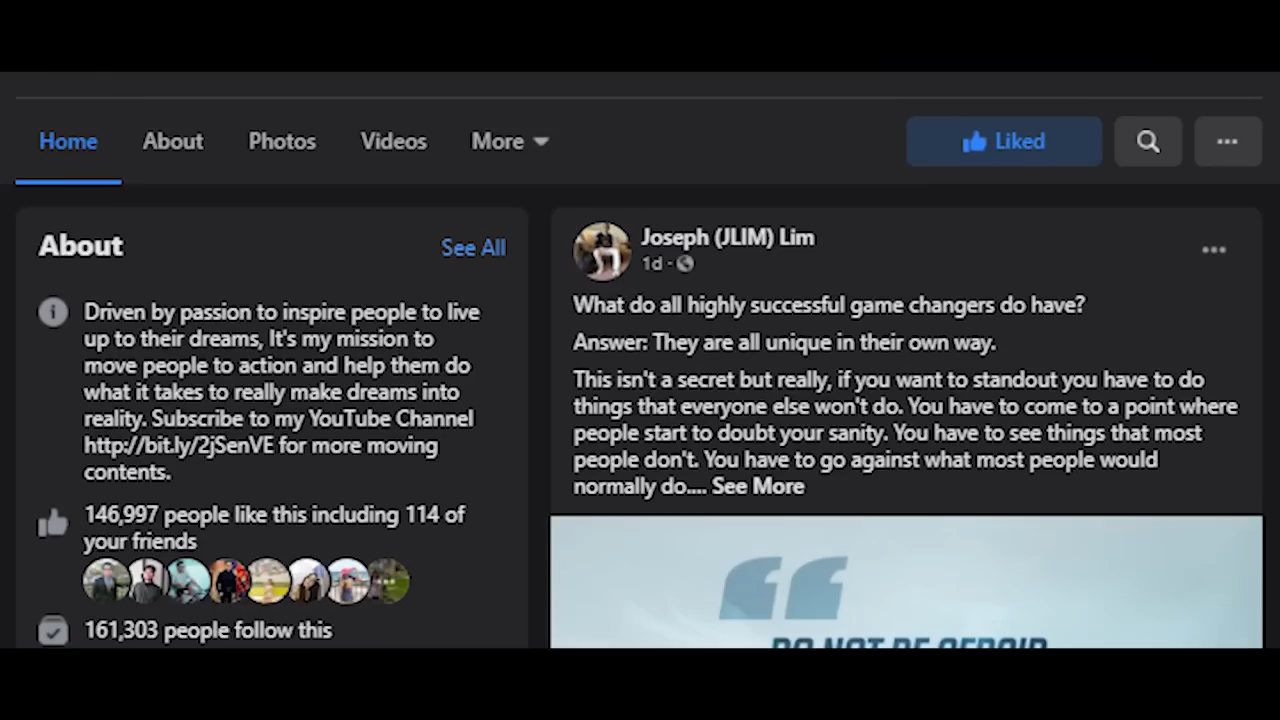 Home About Photos Videos More Liked
About See All
Driven by passion to inspire people to live
up to their dreams, It's my mission to
move people to action and help them do
what it takes to really make dreams into
reality. Subscribe to my YouTube Channel
http://bit.ly/2jSenVE for more moving
contents.
146,997 people like this including 114 of
your friends
161,303 people follow this
Joseph (JLIM) Lim
1d ·
What do all highly successful game changers do have?
Answer: They are all unique in their own way.
This isn't a secret but really, if you want to standout you have to do
things that everyone else won't do. You have to come to a point where
people start to doubt your sanity. You have to see things that most
people don't. You have to go against what most people would
normally do.... See More
DO NOT BE AFRAID